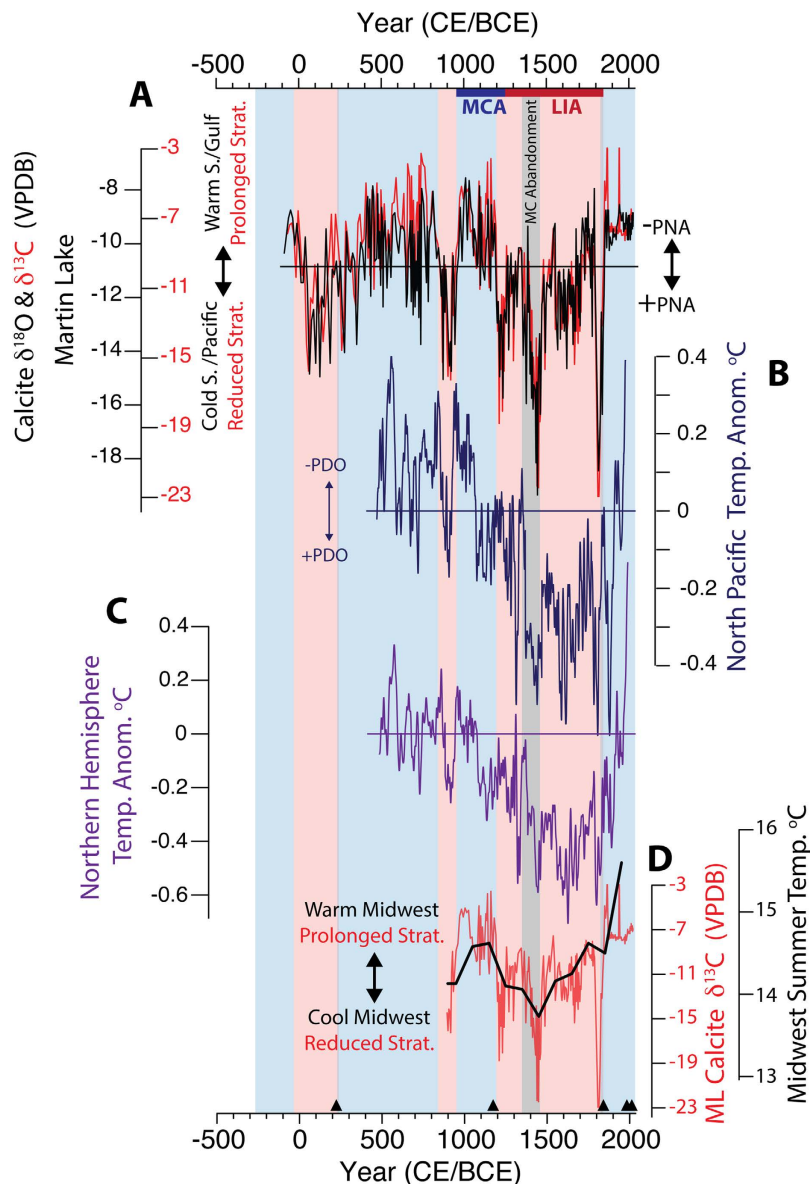 Year (CE/BCE)
-500 0 500 1000 1500 2000
A
MCA
LIA
MC Abandonment
Calcite δ18O & δ13C (VPDB)
Martin Lake
-8
-10
-12
-14
-16
-18
-3
-7
-11
-15
-19
-23
Warm S./Gulf
Prolonged Strat.
Cold S./Pacific
Reduced Strat.
-PNA
+PNA
B
0.4
0.2
0
-0.2
-0.4
North Pacific Temp. Anom. ºC
-PDO
+PDO
C
0.4
0.2
0
-0.2
-0.4
-0.6
Northern Hemisphere
Temp. Anom. ºC
D
Warm Midwest
Prolonged Strat.
Cool Midwest
Reduced Strat.
-3
-7
-11
-15
-19
-23
ML Calcite δ13C (VPDB)
16
15
14
13
Midwest Summer Temp. ºC
-500 0 500 1000 1500 2000
Year (CE/BCE)